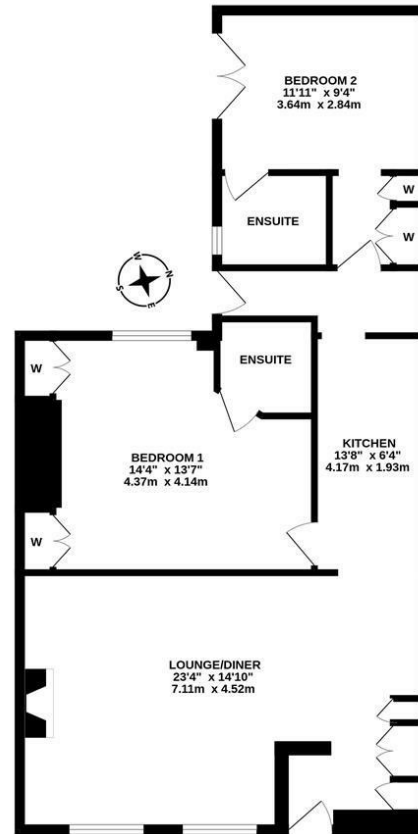 BEDROOM 2
11'11" x 9'4"
3.64m x 2.84m
W
ENSUITE
W
W
N
S
E
ENSUITE
W
BEDROOM 1
14'4" x 13'7"
4.37m x 4.14m
KITCHEN
13'8" x 6'4"
4.17m x 1.93m
W
LOUNGE/DINER
23'4" x 14'10"
7.11m x 4.52m